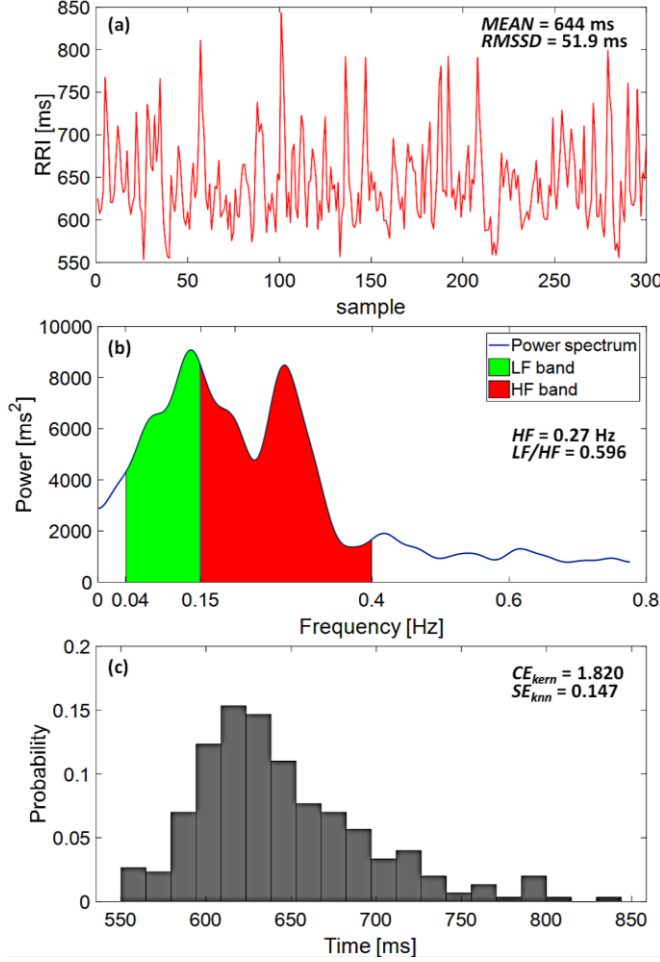 (a)
MEAN = 644 ms
RMSSD = 51.9 ms
850
800
750
700
650
600
550
RRI [ms]
0 50 100 150 200 250 300
sample
(b)
Power spectrum
LF band
HF band
HF = 0.27 Hz
LF/HF = 0.596
10000
8000
6000
4000
2000
0
Power [ms²]
0 0.04 0.15 0.4 0.6 0.8
Frequency [Hz]
(c)
CE kern = 1.820
SE knn = 0.147
0.2
0.15
0.1
0.05
0
Probability
550 600 650 700 750 800 850
Time [ms]